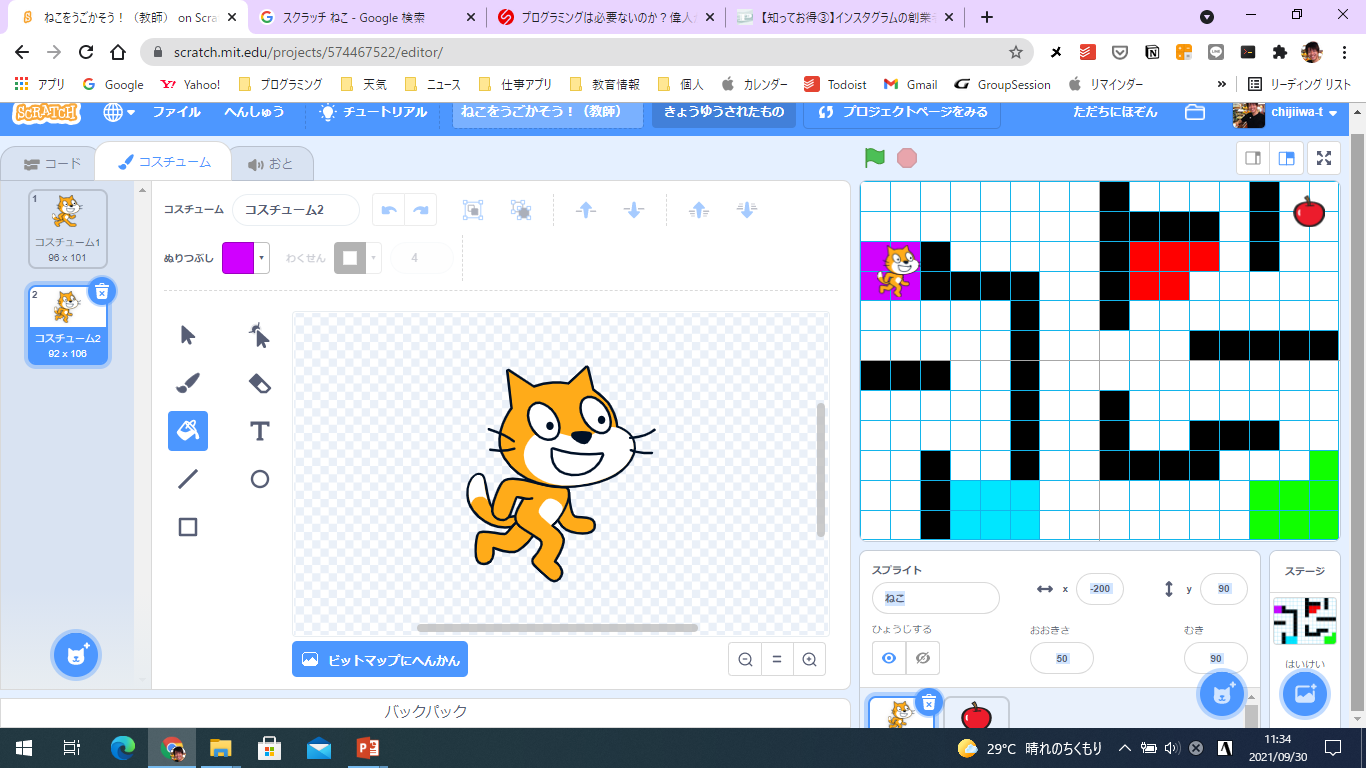 ねこをうごかそう！（教師） on Scra
スクラッチ ねこ - Google 検索
プログラミングは必要ないのか？偉人
【知ってお得③】インスタグラムの創業
scratch.mit.edu/projects/574467522/editor/
アプリ Google Yahoo! プログラミング 天気 ニュース 仕事アプリ 教育情報 個人 カレンダー Todoist Gmail GroupSession リマインダー » リーディング リスト
SCRATCH ファイル へんしゅう チュートリアル ねこをうごかそう！（教師） きょうゆうされたもの プロジェクトページをみる ただちにほぞん chijiiwa-t
コード コスチューム おと
1
コスチューム1
96 x 101
2
コスチューム2
92 x 106
コスチューム コスチューム2
ぬりつぶし わくせん 4
T
ビットマップにへんかん
バックパック
スプライト
ねこ x -200 y 90
ひょうじする おおきさ むき
50 90
ステージ
はいけい
29°C 晴れのちくもり A 11:34
2021/09/30